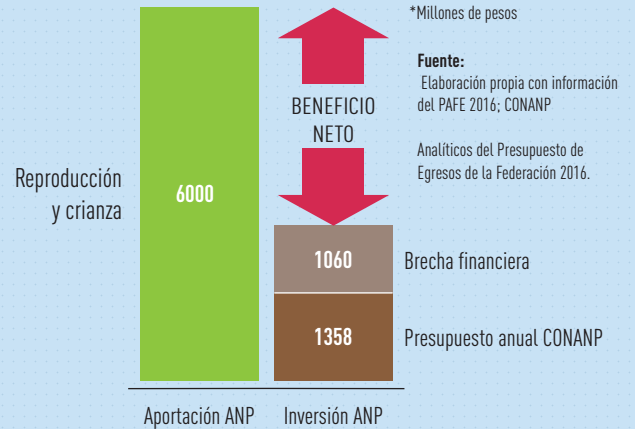 *Millones de pesos
Fuente:
Elaboración propia con información
del PAFE 2016; CONANP
Analíticos del Presupuesto de
Egresos de la Federación 2016.
BENEFICIO
NETO
Reproducción
y crianza
6000
1060
Brecha financiera
1358
Presupuesto anual CONANP
Aportación ANP
Inversión ANP